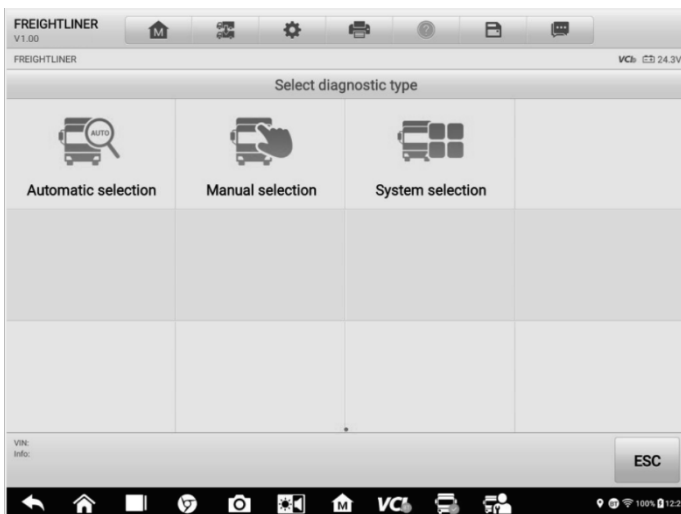 FREIGHTLINER
V1.00
M
FREIGHTLINER
VCI 24.3V
Select diagnostic type
AUTO
Automatic selection
Manual selection
System selection
VIN:
Info:
ESC
M
VCI
100%